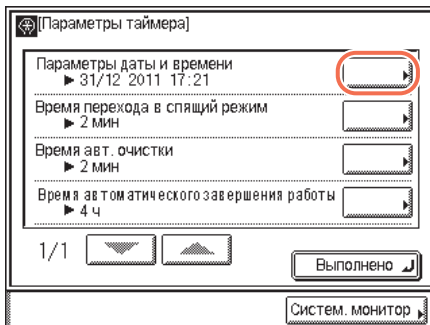 [Параметры таймера]
Параметры даты и времени
▶ 31/12 2011 17:21
Время перехода в спящий режим
▶ 2 мин
Время авт. очистки
▶ 2 мин
Время автоматического завершения работы
▶ 4 ч
1/1
Выполнено
Систем. монитор